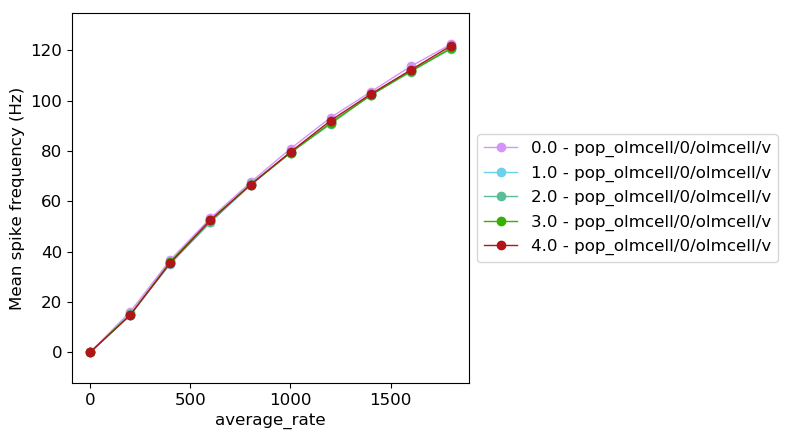 120
100
80
60
40
20
0
Mean spike frequency (Hz)
0 500 1000 1500
average_rate
0.0 - pop_olmcell/0/olmcell/v
1.0 - pop_olmcell/0/olmcell/v
2.0 - pop_olmcell/0/olmcell/v
3.0 - pop_olmcell/0/olmcell/v
4.0 - pop_olmcell/0/olmcell/v